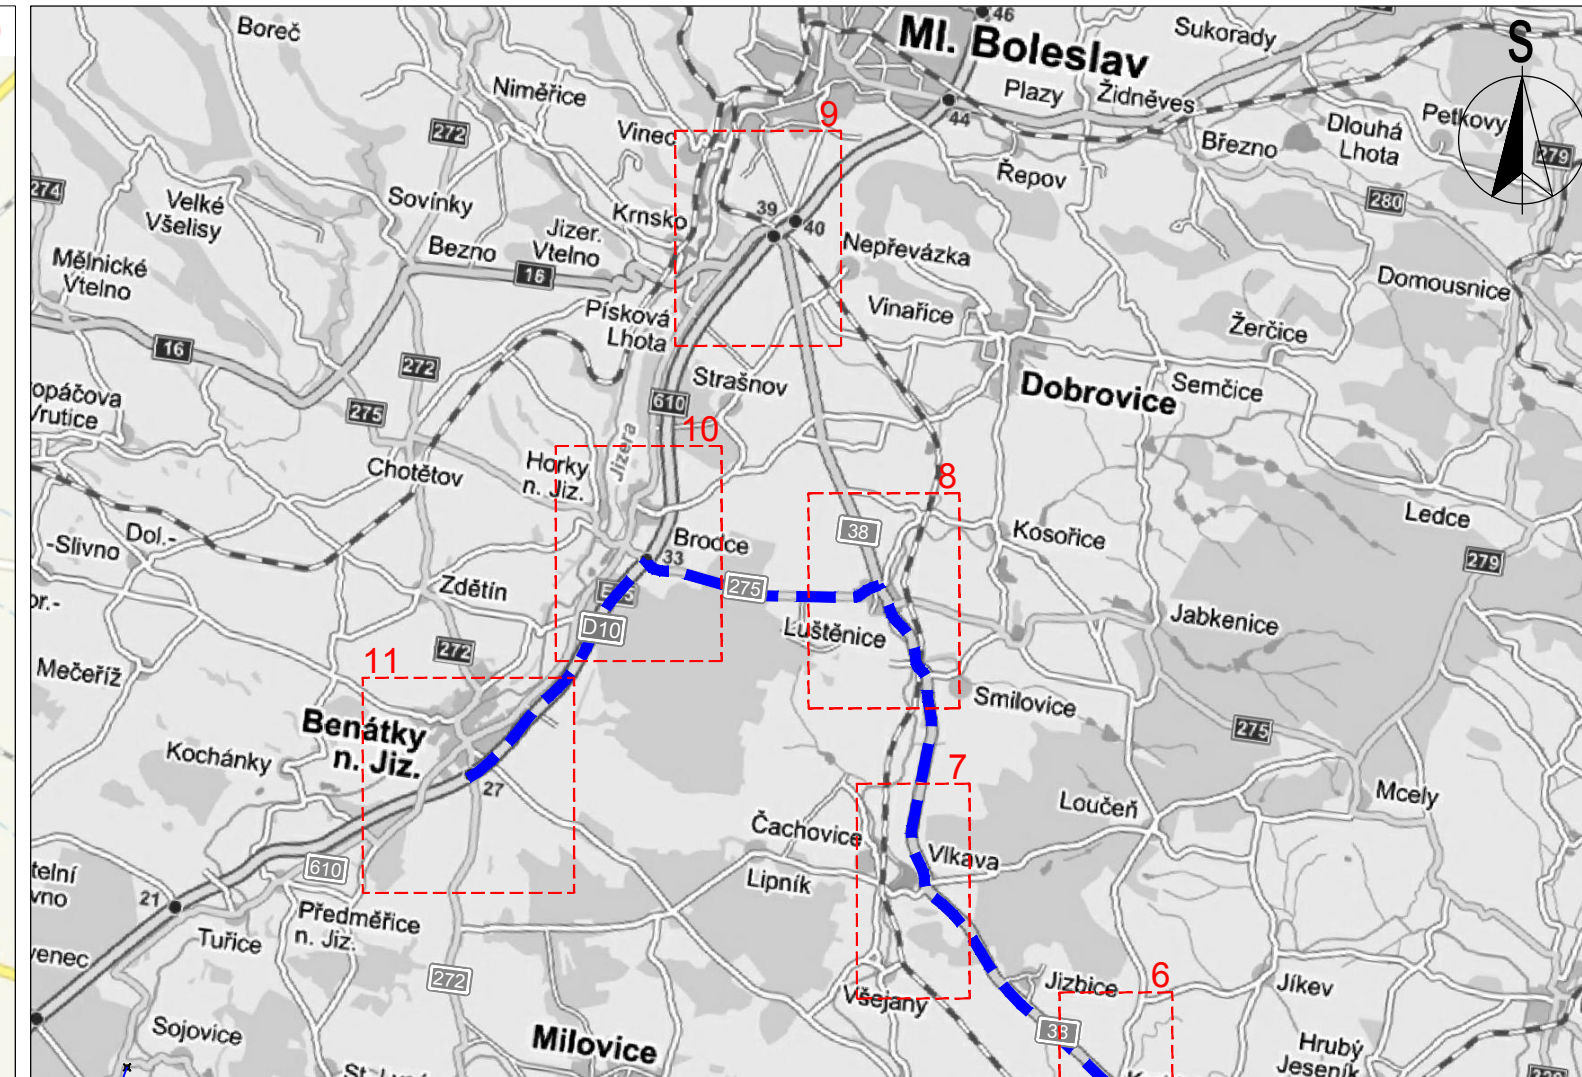 Boreč
46
Sukorady
S
Ml. Boleslav
Niměřice
Plazy
Židněves
44
Petkovy
Dlouhá
Lhota
272
Vinec
9
Březno
279
Řepov
274
Velké
Všelisy
Sovínky
Krnsko
39
40
280
Jizer.
Vtelno
Bezno
Nepřevázka
Mělnické
Vtelno
16
Domousnice
Písková
Lhota
Vinařice
Žerčice
16
272
Strašnov
Dobrovice
Semčice
opáčova
Vrutice
275
610
10
Jizera
Chotětov
Horky
n. Jiz.
8
Ledce
-Slivno
Dol.-
Brodce
33
38
Kosořice
279
or.-
Zdětín
275
D10
Luštěnice
Jabkenice
272
11
Mečeříž
Smilovice
275
Benátky
n. Jiz.
Kochánky
27
7
Mcely
Loučeň
Čachovice
Vlkava
Lipník
610
telní
vno
21
Předměřice
n. Jiz.
Tuřice
venec
272
6
Jizbice
Jíkev
Všejany
Sojovice
Milovice
38
Hrubý
Jeseník